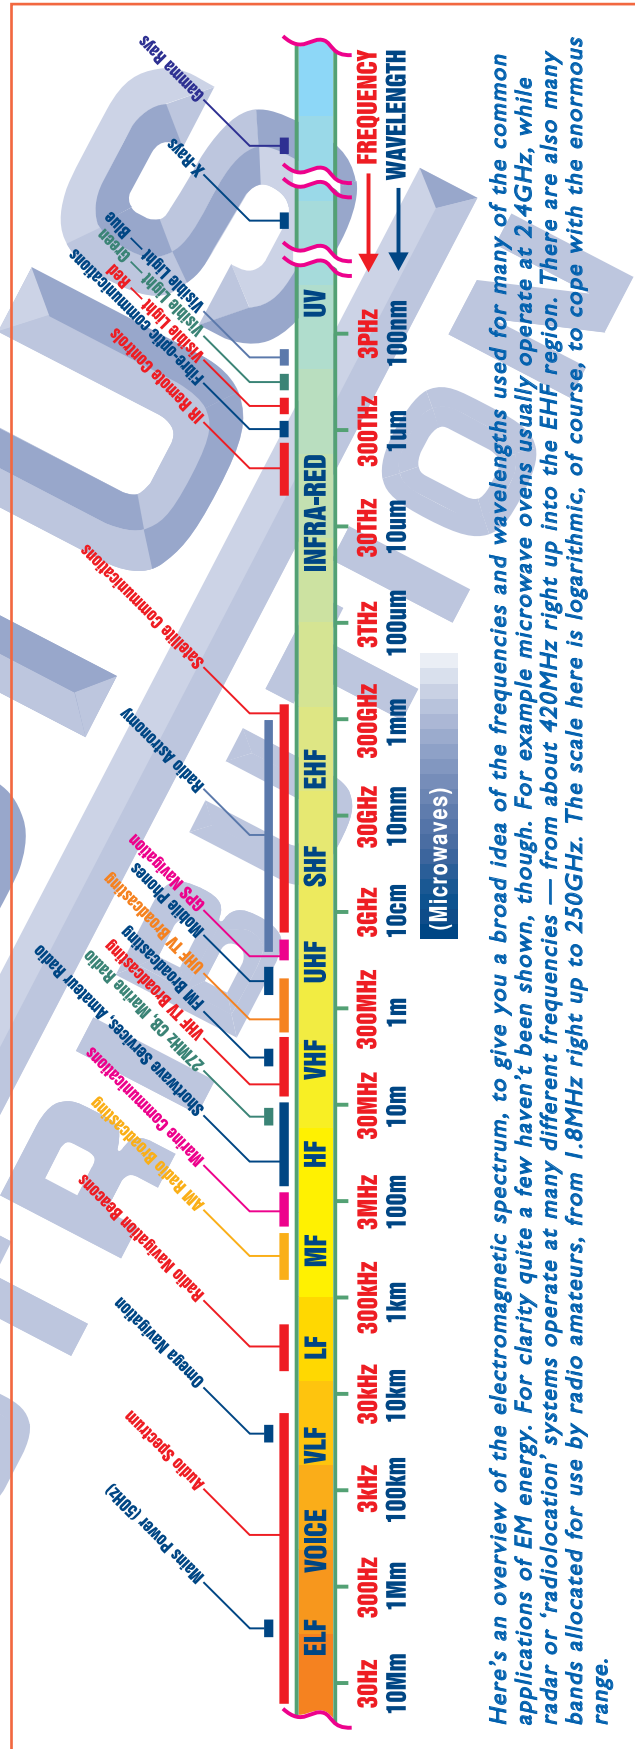 Mains Power (50Hz)
Audio Spectrum
Omega Navigation
Radio Navigation Beacons
AM Radio Broadcasting
Marine Communications
Shortwave Services, Amateur Radio
27MHZ CB, Marine Radio
VHF TV Broadcasting
FM Broadcasting
UHF TV Broadcasting
Mobile Phones
GPS Navigation
Radio Astronomy
Satellite Communications
IR Remote Controls
Fibre-optic communications
Visible Light — Red
Visible Light — Green
Visible Light — Blue
X-Rays
Gamma Rays
ELF VOICE VLF LF MF HF VHF UHF SHF EHF INFRA-RED UV
30Hz 300Hz 3kHz 30kHz 300kHz 3MHz 30MHz 300MHz 3GHz 30GHz 300GHz 3THz 30THz 300THz 3PHz FREQUENCY
10Mm 1Mm 100km 10km 1km 100m 10m 1m 10cm 10mm 1mm 100um 10um 1um 100nm WAVELENGTH
(Microwaves)
Here's an overview of the electromagnetic spectrum, to give you a broad idea of the frequencies and wavelengths used for many of the common
applications of EM energy. For clarity quite a few haven't been shown, though. For example microwave ovens usually operate at 2.4GHz, while
radar or 'radiolocation' systems operate at many different frequencies — from about 420MHz right up into the EHF region. There are also many
bands allocated for use by radio amateurs, from 1.8MHz right up to 250GHz. The scale here is logarithmic, of course, to cope with the enormous
range.